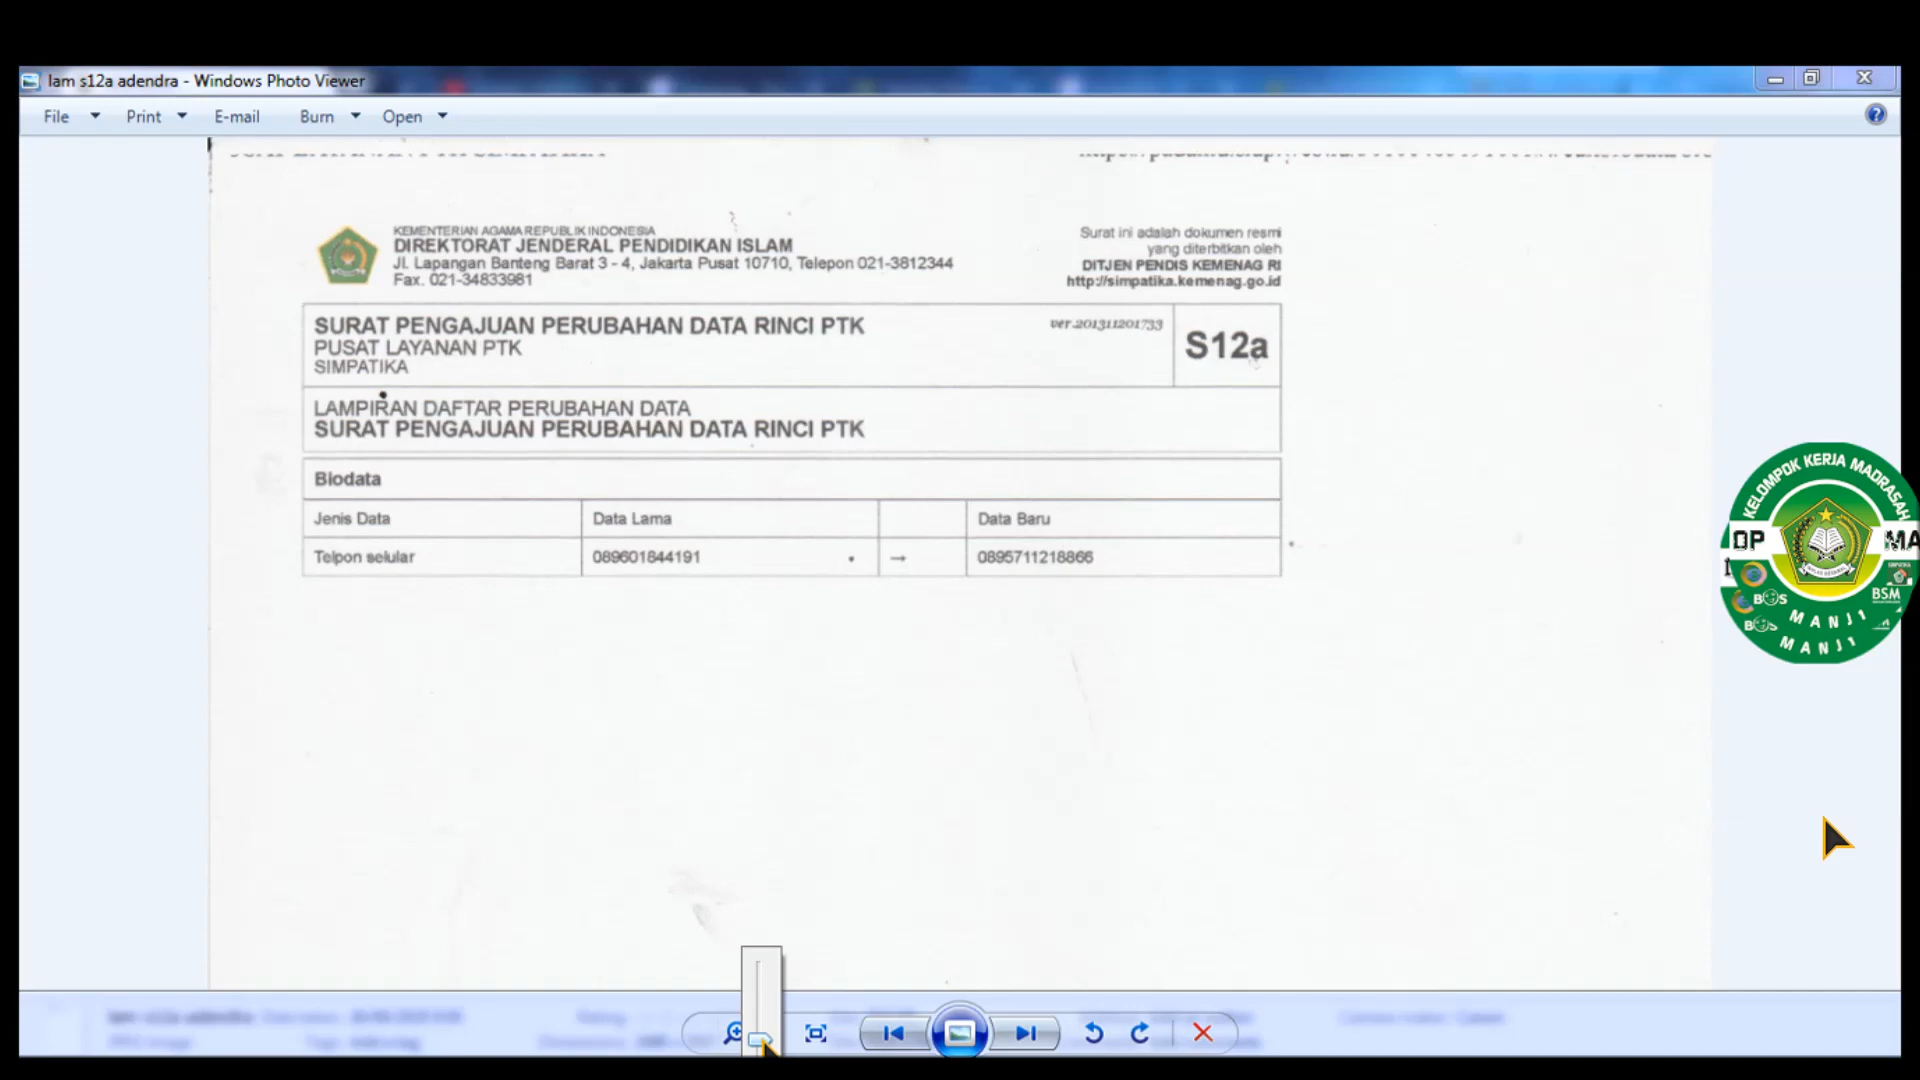 lam s12a adendra - Windows Photo Viewer
File Print E-mail Burn Open
KEMENTERIAN AGAMA REPUBLIK INDONESIA
DIREKTORAT JENDERAL PENDIDIKAN ISLAM
Jl. Lapangan Banteng Barat 3 - 4, Jakarta Pusat 10710, Telepon 021-3812344
Fax. 021-34833981
Surat ini adalah dokumen resmi
yang diterbitkan oleh
DITJEN PENDIS KEMENAG RI
http://simpatika.kemenag.go.id
SURAT PENGAJUAN PERUBAHAN DATA RINCI PTK
ver.201311201733
S12a
PUSAT LAYANAN PTK
SIMPATIKA
LAMPIRAN DAFTAR PERUBAHAN DATA
SURAT PENGAJUAN PERUBAHAN DATA RINCI PTK
Biodata
Jenis Data Data Lama Data Baru
Telpon selular 089601844191 → 0895711218866
KELOMPOK KERJA MADRASAH
OP MA
BOS BSM
MANJ1
MANJ1